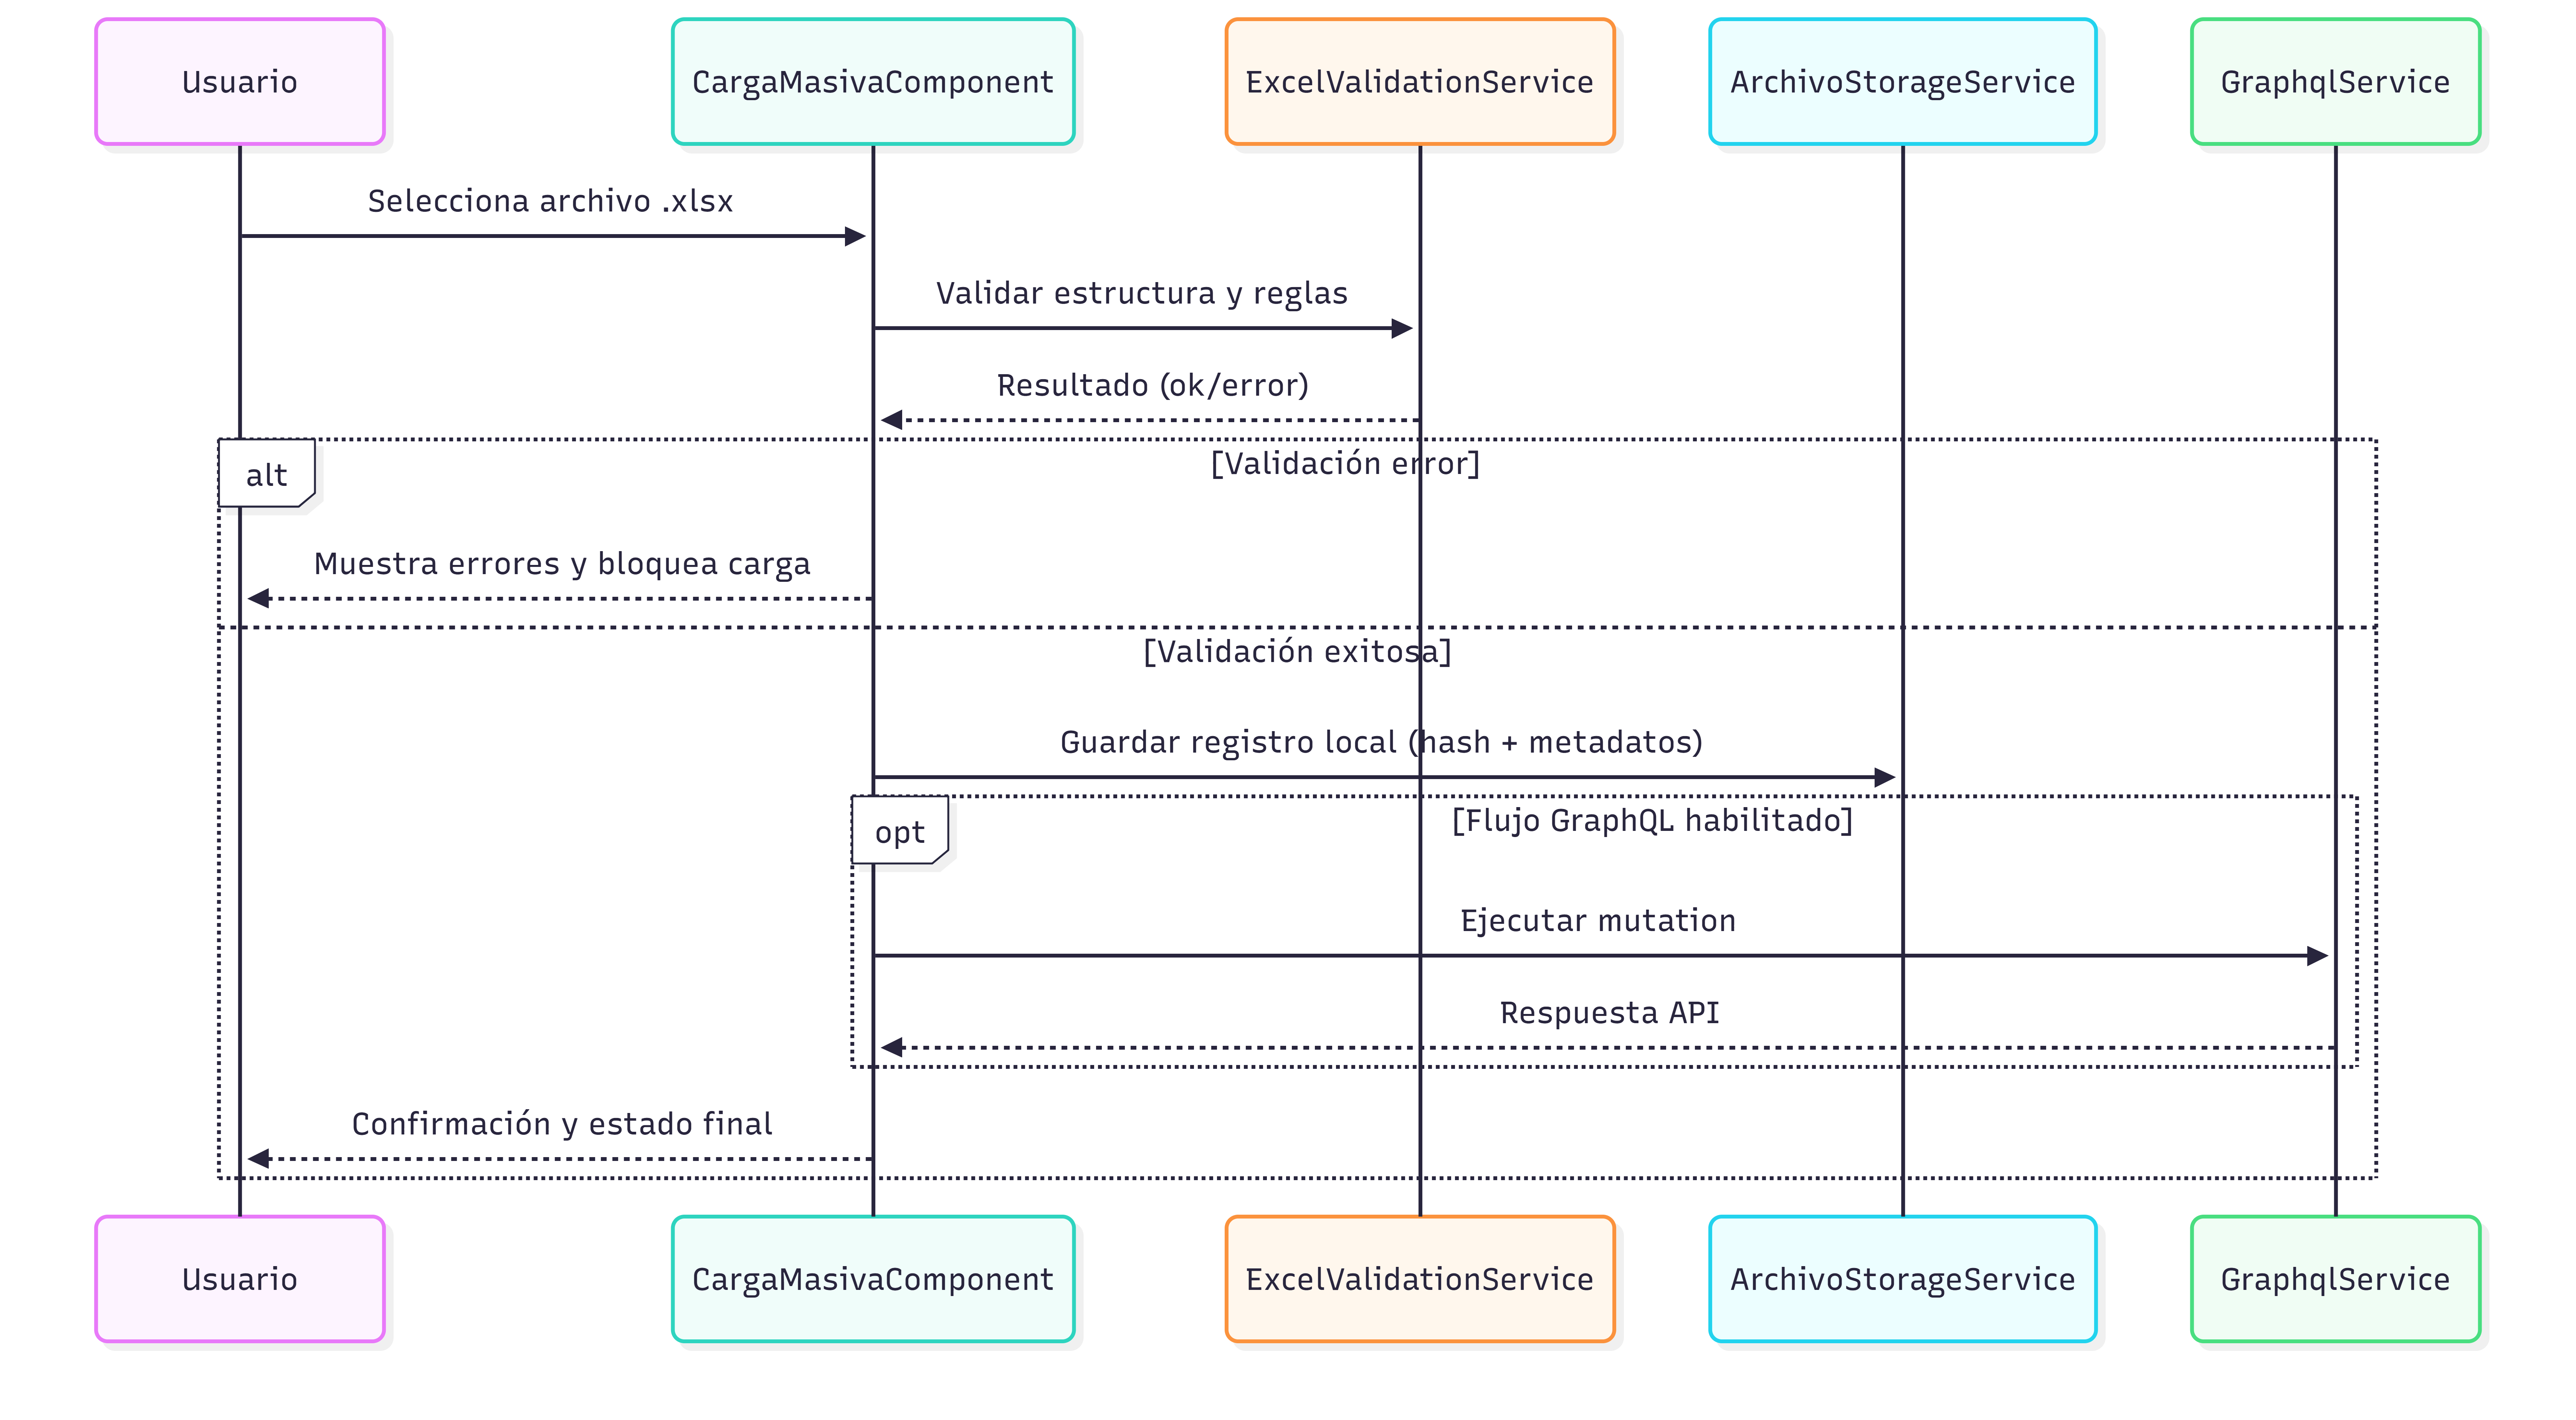 Usuario
CargaMasivaComponent
ExcelValidationService
ArchivoStorageService
GraphqlService
Selecciona archivo .xlsx
Validar estructura y reglas
Resultado (ok/error)
alt
[Validación error]
Muestra errores y bloquea carga
[Validación exitosa]
Guardar registro local (hash + metadatos)
opt
[Flujo GraphQL habilitado]
Ejecutar mutation
Respuesta API
Confirmación y estado final
Usuario
CargaMasivaComponent
ExcelValidationService
ArchivoStorageService
GraphqlService